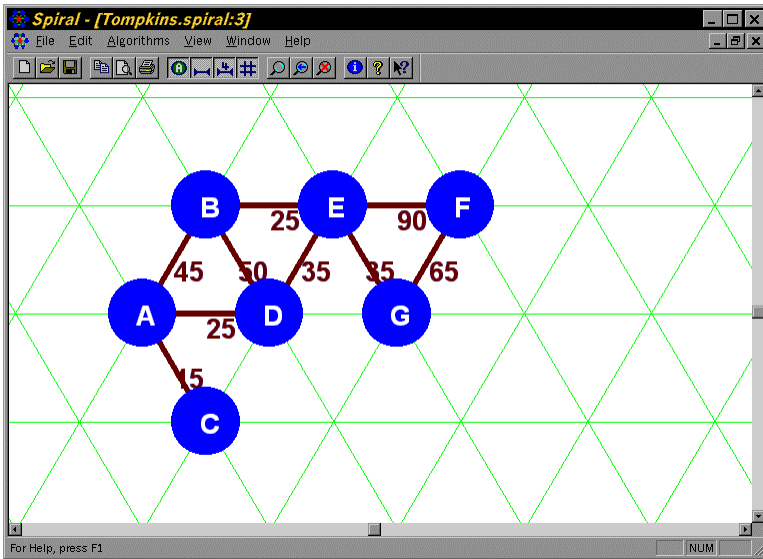 Spiral - [Tompkins.spiral:3]
File Edit Algorithms View Window Help
B E F
25 90
45 50 35 35 65
A D G
25
15
C
For Help, press F1 NUM